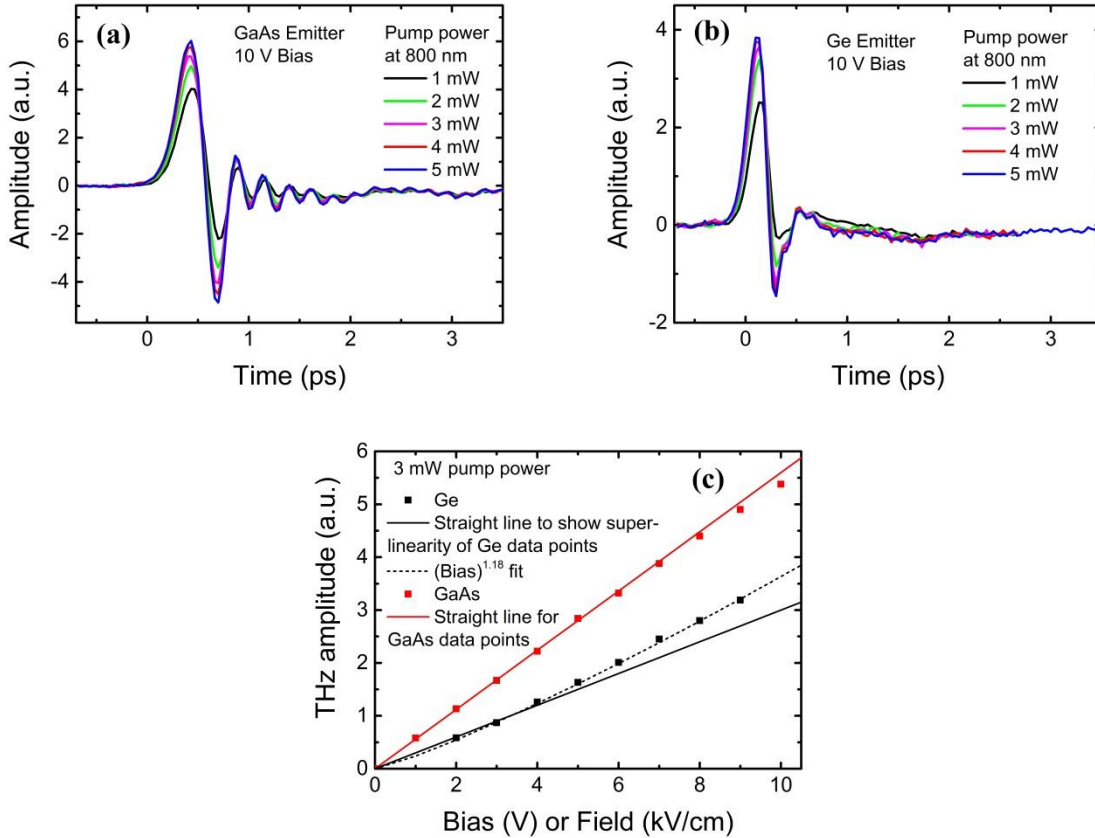 (a)
GaAs Emitter
10 V Bias
Pump power
at 800 nm
1 mW
2 mW
3 mW
4 mW
5 mW
6
4
2
0
-2
-4
Amplitude (a.u.)
0 1 2 3
Time (ps)
(b)
Ge Emitter
10 V Bias
Pump power
at 800 nm
1 mW
2 mW
3 mW
4 mW
5 mW
4
2
0
-2
Amplitude (a.u.)
0 1 2 3
Time (ps)
3 mW pump power
(c)
Ge
Straight line to show super-
linearity of Ge data points
(Bias)^1.18 fit
GaAs
Straight line for
GaAs data points
6
5
4
3
2
1
0
THz amplitude (a.u.)
0 2 4 6 8 10
Bias (V) or Field (kV/cm)